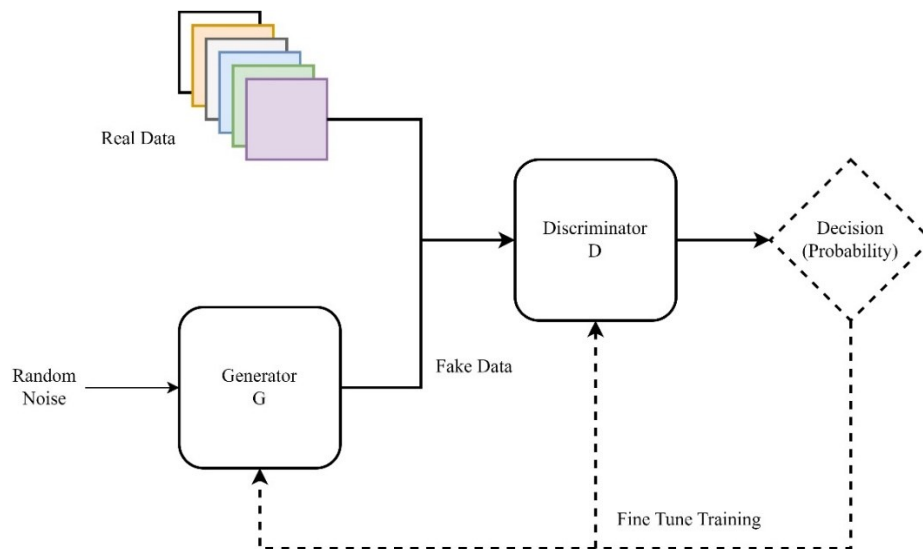 Real Data
Discriminator
D
Decision
(Probability)
Random
Noise
Generator
G
Fake Data
Fine Tune Training